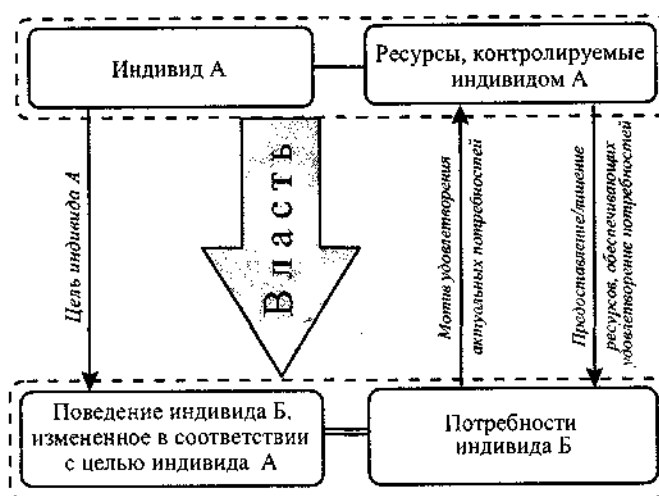 Индивид А
Ресурсы, контролируемые
индивидом А
Цель индивида А
Власть
Мотив удовлетворения
актуальных потребностей
Предоставление/лишение
ресурсов, обеспечивающих
удовлетворение потребностей
Поведение индивида Б,
измененное в соответствии
с целью индивида А
Потребности
индивида Б